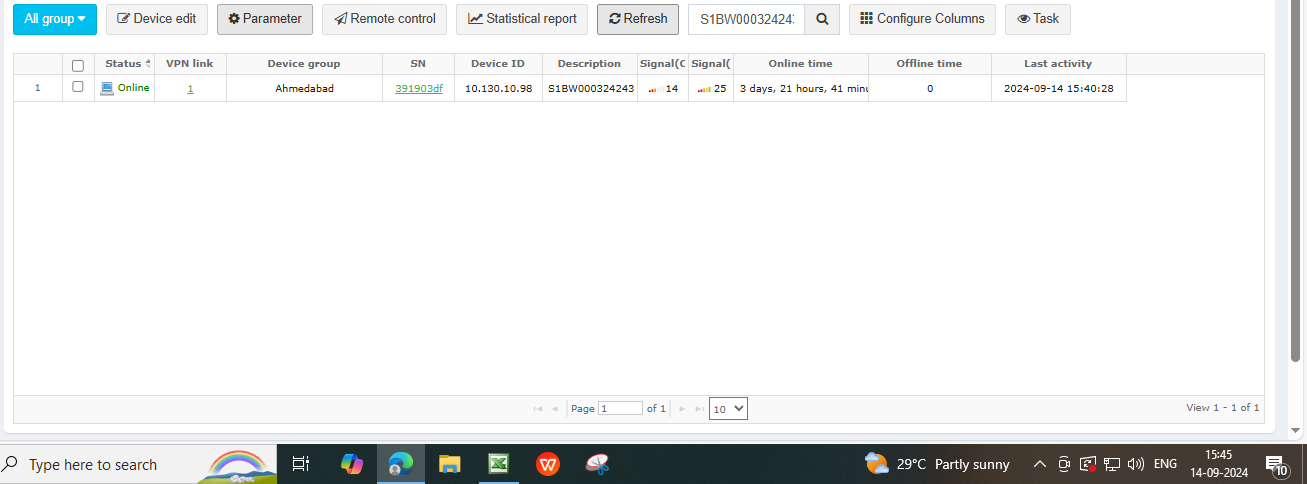 All group Device edit Parameter Remote control Statistical report Refresh S1BW000324243 Configure Columns Task
Status VPN link Device group SN Device ID Description Signal(C Signal( Online time Offline time Last activity
1 Online 1 Ahmedabad 391903df 10.130.10.98 S1BW000324243 14 25 3 days, 21 hours, 41 minu 0 2024-09-14 15:40:28
Page 1 of 1 10 View 1 - 1 of 1
Type here to search 29°C Partly sunny ENG 15:45
14-09-2024 10